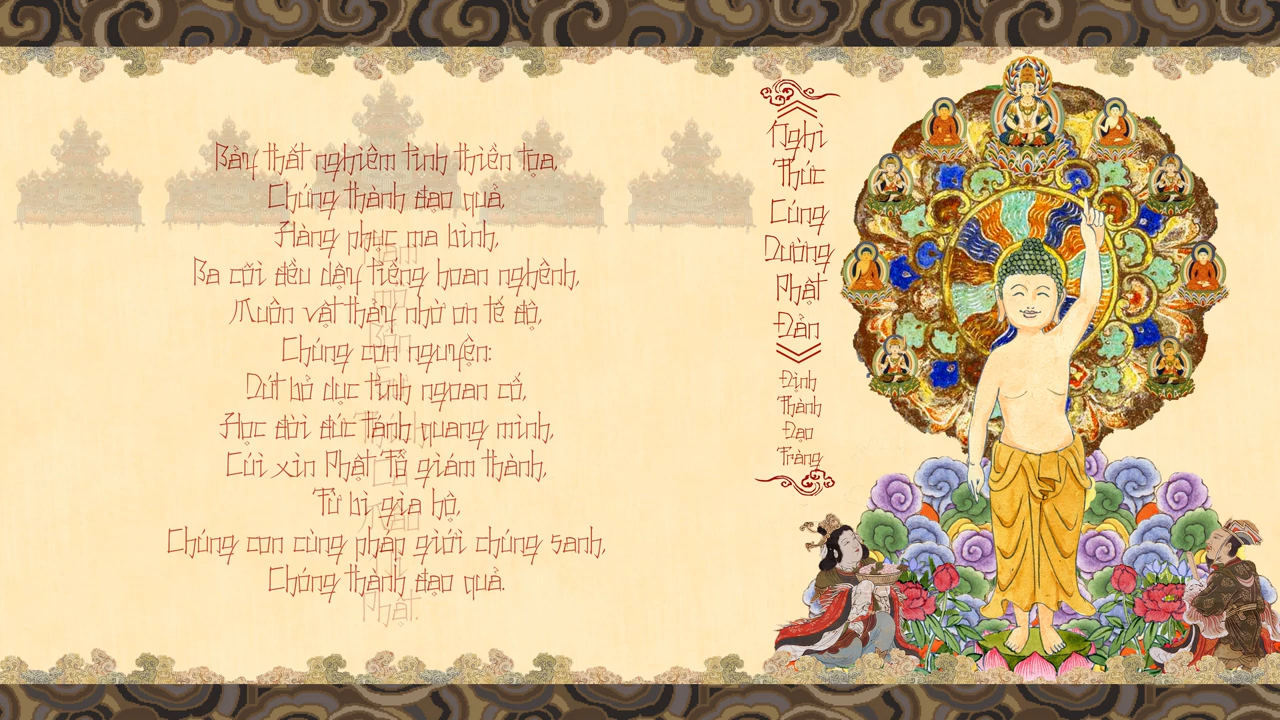 Bảy thất nghiêm tinh thiền tọa,
Chứng thành đạo quả,
Hàng phục ma binh,
Ba cõi đều dậy tiếng hoan nghênh,
Muôn vật thảy nhờ ơn tế độ,
Chúng con nguyện:
Dứt bỏ dục tình ngoan cố,
Học đòi đức tánh quang minh,
Cúi xin Phật Tổ giám thành,
Từ bi gia hộ,
Chúng con cùng pháp giới chúng sanh,
Chóng thành đạo quả.
Phật.
《Nghi
Thức
Cúng
Dường
Phật
Đản》
Định
Thành
Đạo
Tràng